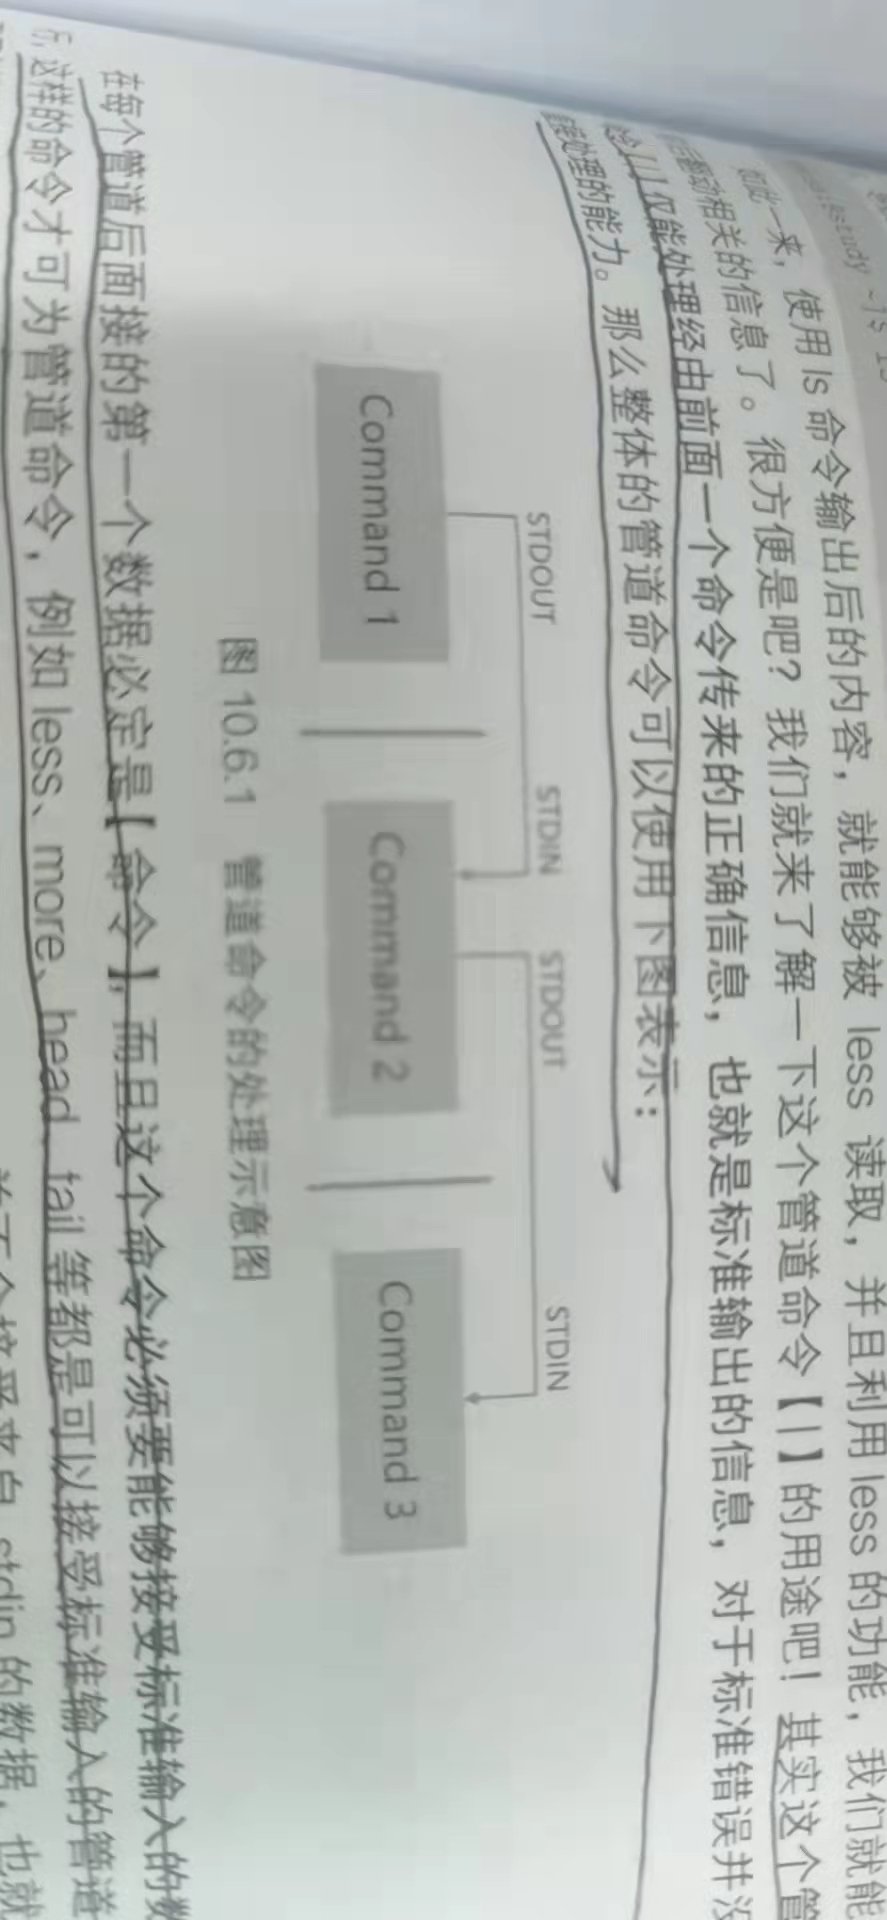 study ~]$ ls
如此一来，使用 ls 命令输出后的内容，就能够被 less 读取，并且利用 less 的功能，我们就能
翻动相关的信息了。很方便是吧？我们就来了解一下这个管道命令【|】的用途吧！其实这个管
【|】仅能处理经由前面一个命令传来的正确信息，也就是标准输出的信息，对于标准错误并没
直接处理的能力。那么整体的管道命令可以使用下图表示：
STDOUT STDIN STDOUT STDIN
Command 1 Command 2 Command 3
图 10.6.1 管道命令的处理示意图
在每个管道后面接的第一个数据必定是【命令】，而且这个命令必须要能够接受标准输入的数
行，这样的命令才可为管道命令，例如 less、more、head、tail 等都是可以接受标准输入的管道
接受来自 stdin 的数据，也就